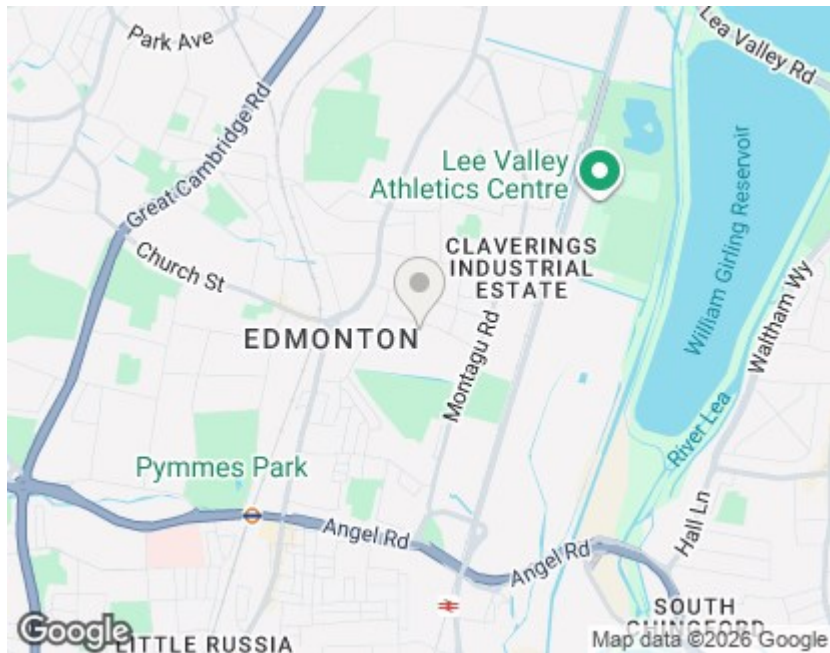 Park Ave
Lea Valley Rd
Great Cambridge Rd
Lee Valley
Athletics Centre
William Girling Reservoir
Church St
CLAVERINGS
INDUSTRIAL
ESTATE
Waltham Wy
EDMONTON
Montagu Rd
River Lea
Pymmes Park
Hall Ln
Angel Rd
Angel Rd
SOUTH
CHINGFORD
LITTLE RUSSIA
Google
Map data ©2026 Google